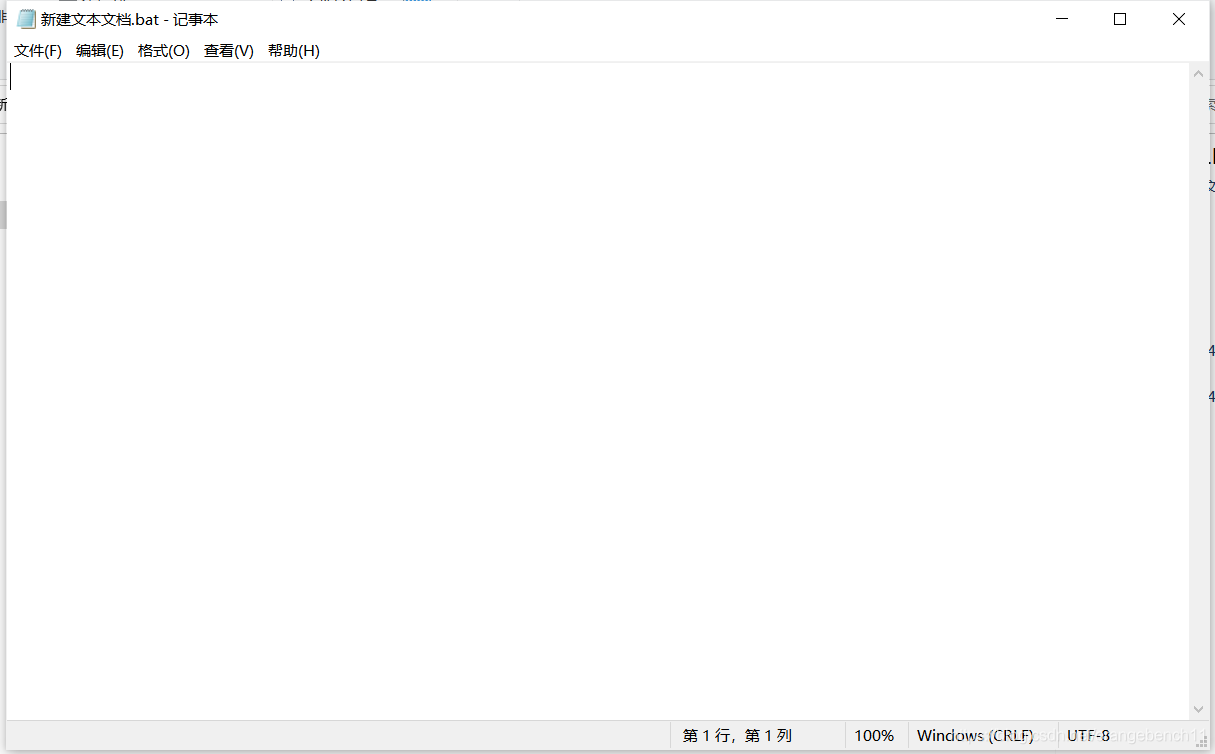 新建文本文档.bat - 记事本
文件(F) 编辑(E) 格式(O) 查看(V) 帮助(H)
第 1 行，第 1 列 100% Windows (CRLF) UTF-8